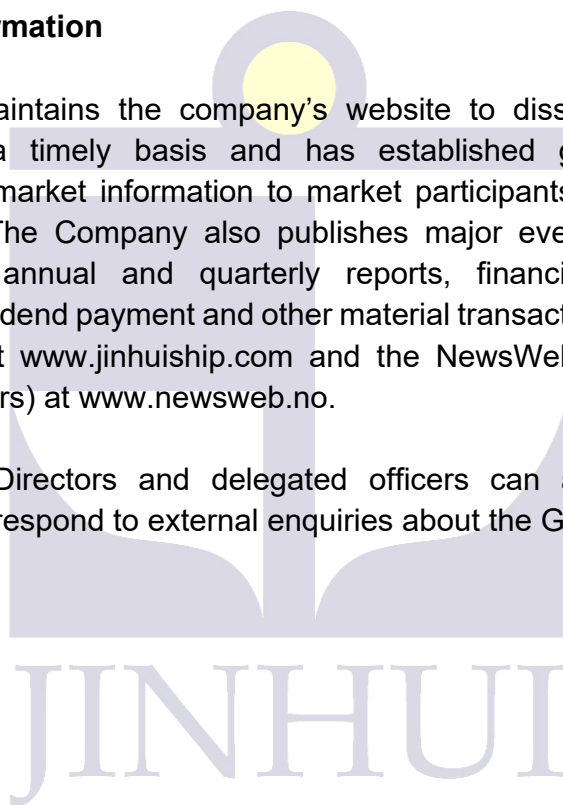 rmation
aintains the company's website to diss
a timely basis and has established g
market information to market participants
The Company also publishes major eve
annual and quarterly reports, financi
dend payment and other material transact
t www.jinhuiship.com and the NewsWel
rs) at www.newsweb.no.
Directors and delegated officers can a
respond to external enquiries about the G
JINHUI